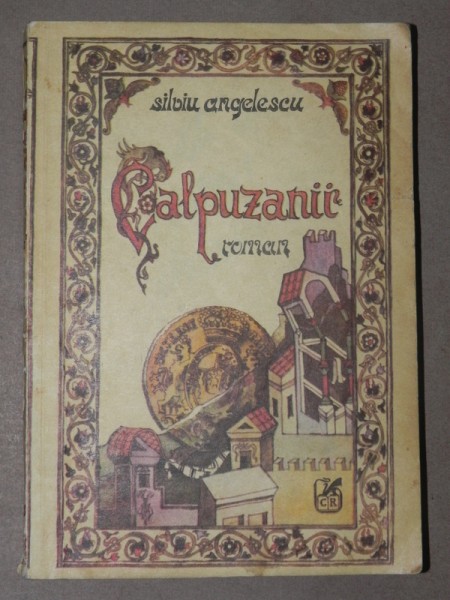 silviu angelescu
Calpuzanii
roman
CR